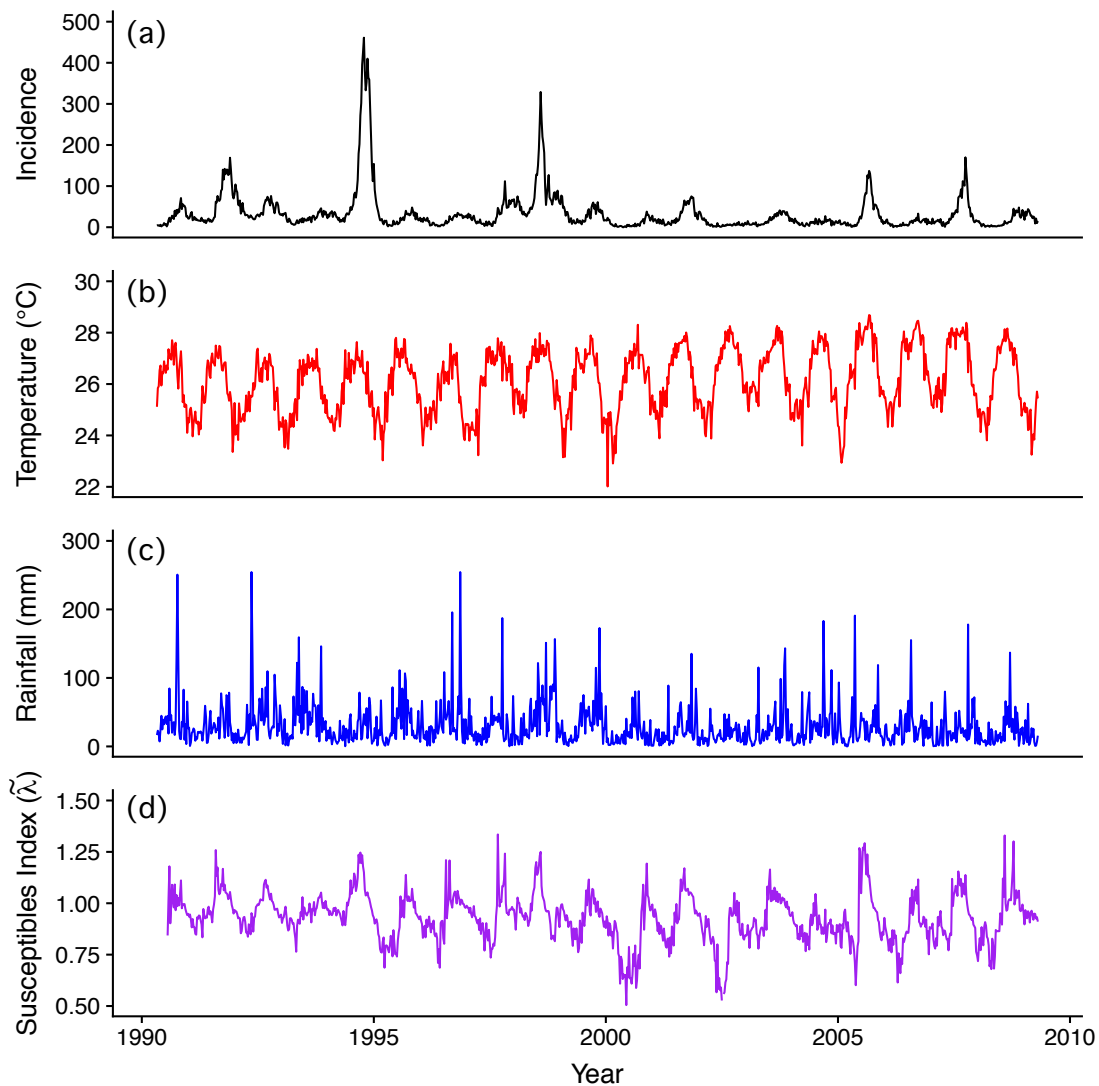 (a)
Incidence
500
400
300
200
100
0
(b)
Temperature (°C)
30
28
26
24
22
(c)
Rainfall (mm)
300
200
100
0
(d)
Susceptibles Index (λ̃)
1.50
1.25
1.00
0.75
0.50
1990
1995
2000
2005
2010
Year